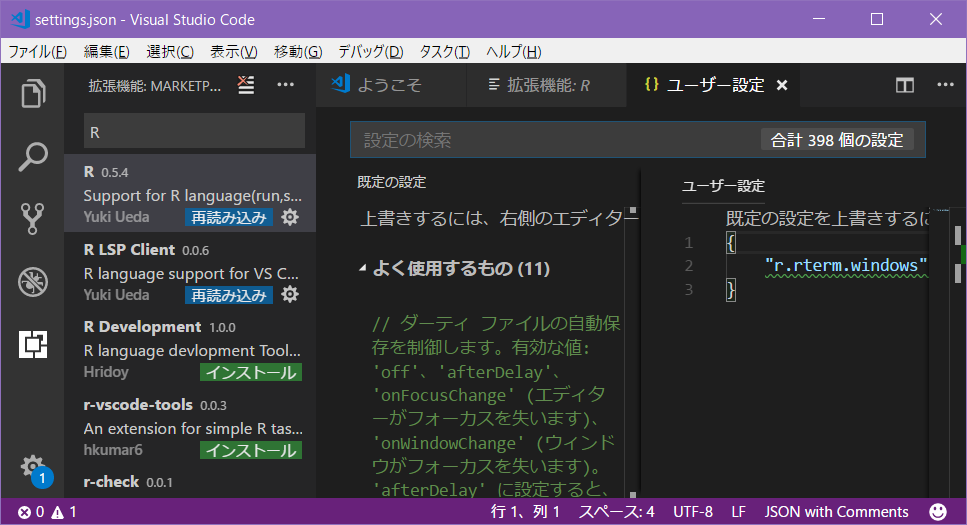 settings.json - Visual Studio Code
ファイル(F) 編集(E) 選択(C) 表示(V) 移動(G) デバッグ(D) タスク(T) ヘルプ(H)
拡張機能: MARKETP...
ようこそ
拡張機能: R
{} ユーザー設定
R
設定の検索
合計 398 個の設定
R 0.5.4
Support for R language(run,s...
Yuki Ueda 再読み込み
R LSP Client 0.0.6
R language support for VS C...
Yuki Ueda 再読み込み
R Development 1.0.0
R language devlopment Tool...
Hridoy インストール
r-vscode-tools 0.0.3
An extension for simple R tas...
hkumar6 インストール
r-check 0.0.1
1
既定の設定
上書きするには、右側のエディター
よく使用するもの (11)
// ダーティ ファイルの自動保
存を制御します。有効な値:
'off'、'afterDelay'、
'onFocusChange' (エディタ
ーがフォーカスを失います)、
'onWindowChange' (ウィンド
ウがフォーカスを失います)。
'afterDelay' に設定すると、
ユーザー設定
既定の設定を上書きするに
1 {
2 "r.rterm.windows"
3 }
0 1
行 1、列 1 スペース: 4 UTF-8 LF JSON with Comments